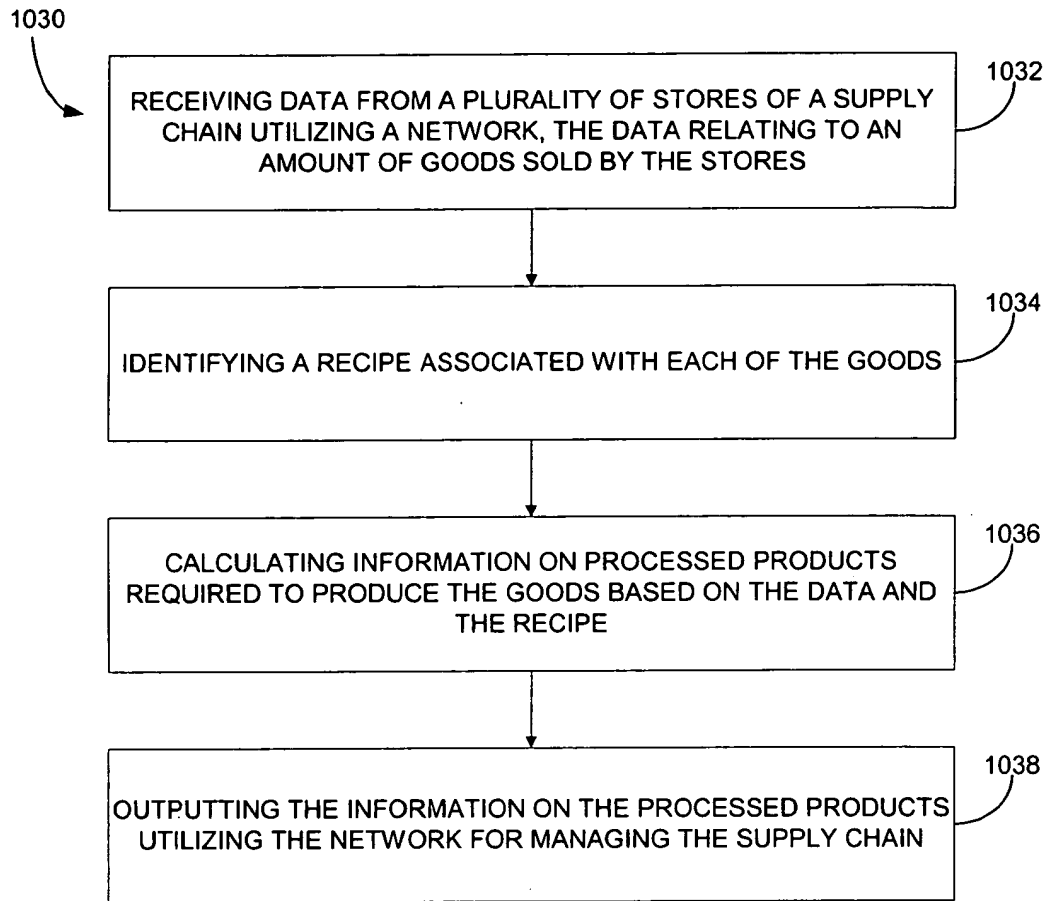 1030
1032
RECEIVING DATA FROM A PLURALITY OF STORES OF A SUPPLY
CHAIN UTILIZING A NETWORK, THE DATA RELATING TO AN
AMOUNT OF GOODS SOLD BY THE STORES
1034
IDENTIFYING A RECIPE ASSOCIATED WITH EACH OF THE GOODS
1036
CALCULATING INFORMATION ON PROCESSED PRODUCTS
REQUIRED TO PRODUCE THE GOODS BASED ON THE DATA AND
THE RECIPE
1038
OUTPUTTING THE INFORMATION ON THE PROCESSED PRODUCTS
UTILIZING THE NETWORK FOR MANAGING THE SUPPLY CHAIN